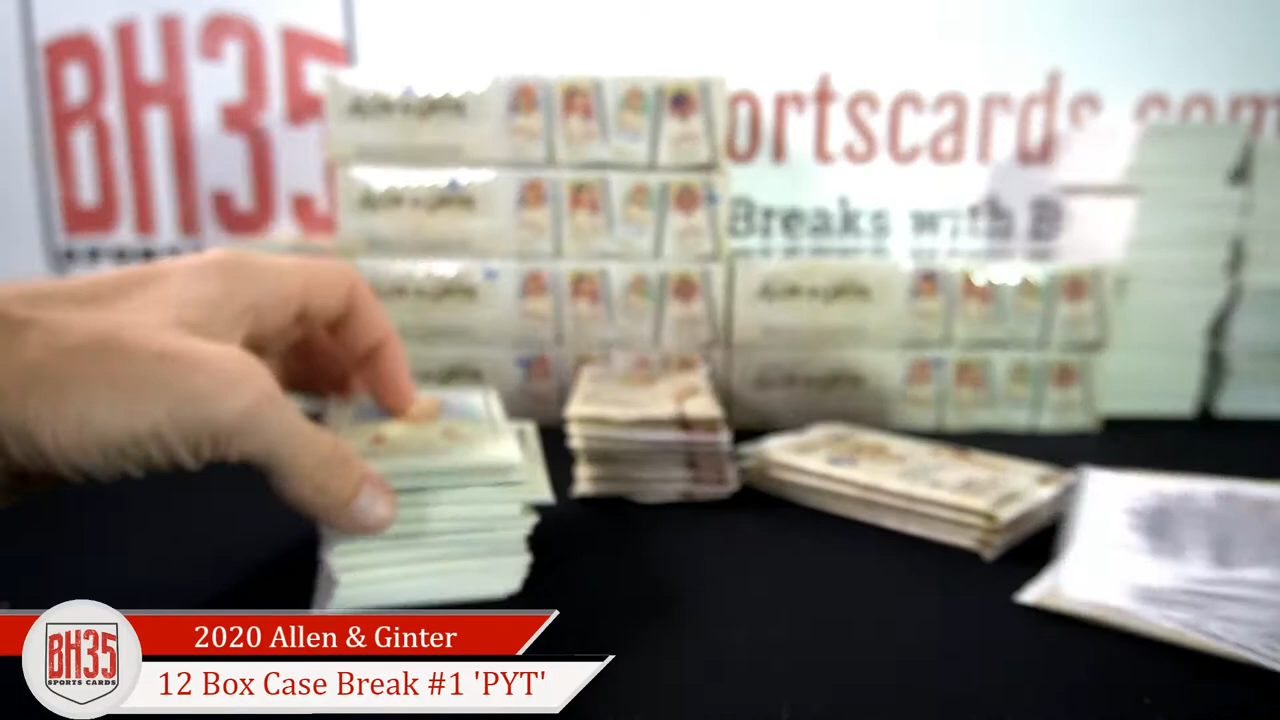 BH35
ortscards.com
Breaks with B
2020 Allen & Ginter
12 Box Case Break #1 'PYT'
BH35
SPORTS CARDS